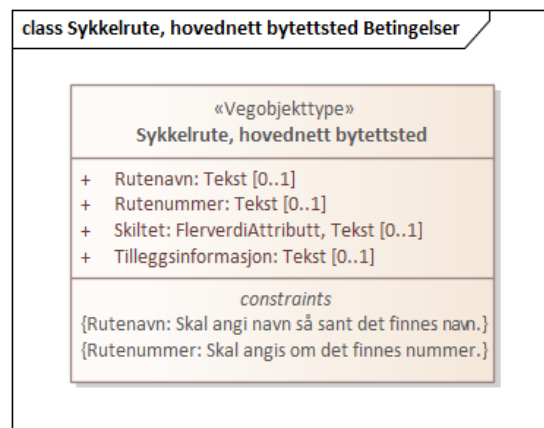 class Sykkelrute, hovednett bytettsted Betingelser
«Vegobjekttype»
Sykkelrute, hovednett bytettsted
+ Rutenavn: Tekst [0..1]
+ Rutenummer: Tekst [0..1]
+ Skiltet: FlerverdiAttributt, Tekst [0..1]
+ Tilleggsinformasjon: Tekst [0..1]
constraints
{Rutenavn: Skal angi navn så sant det finnes navn.}
{Rutenummer: Skal angis om det finnes nummer.}